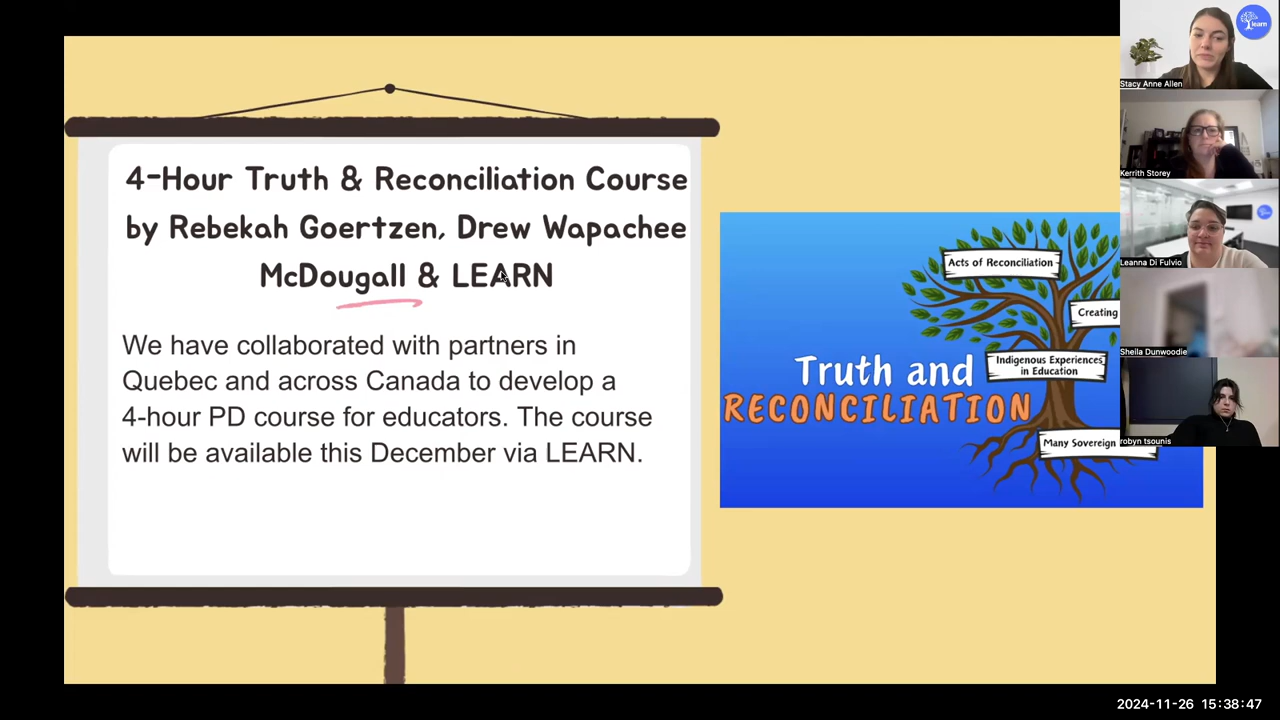 4-Hour Truth & Reconciliation Course
by Rebekah Goertzen, Drew Wapachee
McDougall & LEARN
We have collaborated with partners in
Quebec and across Canada to develop a
4-hour PD course for educators. The course
will be available this December via LEARN.
Acts of Reconciliation
Creating
Indigenous Experiences
in Education
Truth and
RECONCILIATION
Many Sovereign
learn
Stacy Anne Allen
Kerrith Storey
Leanna Di Fulvio
Sheila Dunwoodie
robyn tsounis
2024-11-26 15:38:47